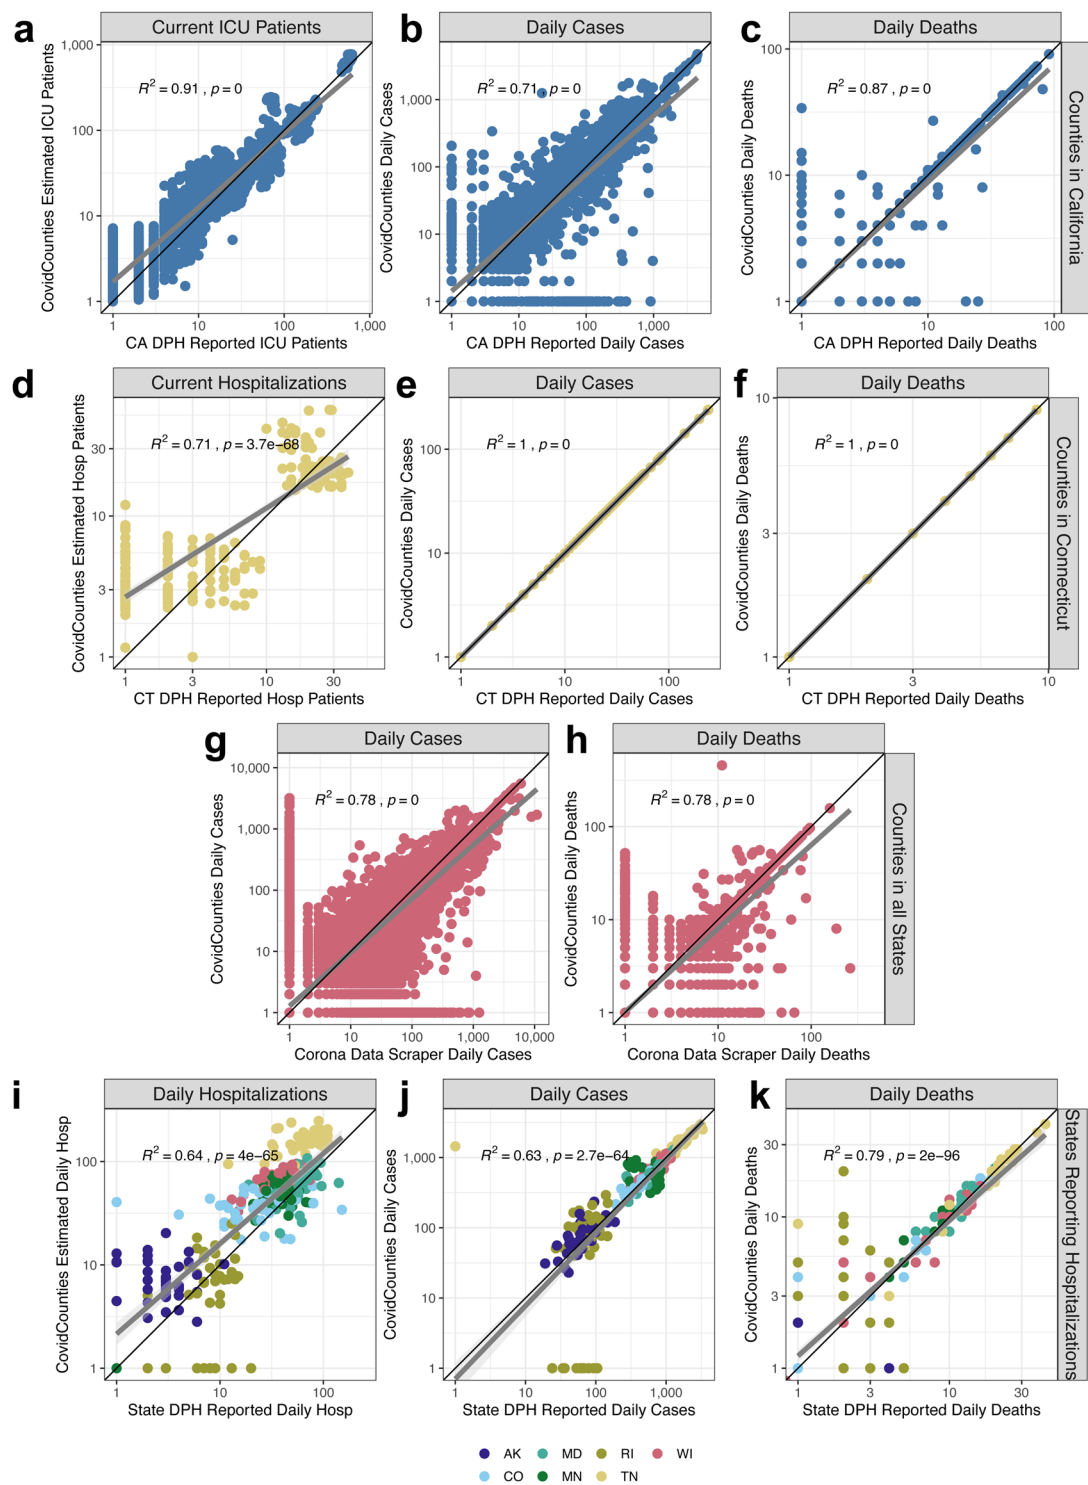 a
Current ICU Patients
CovidCounties Estimated ICU Patients
1,000
100
10
1
R² = 0.91 , p = 0
1
10
100
1,000
CA DPH Reported ICU Patients
b
Daily Cases
CovidCounties Daily Cases
1,000
100
10
1
R² = 0.71 , p = 0
1
10
100
1,000
CA DPH Reported Daily Cases
c
Daily Deaths
CovidCounties Daily Deaths
100
10
1
R² = 0.87 , p = 0
1
10
100
CA DPH Reported Daily Deaths
Counties in California
d
Current Hospitalizations
CovidCounties Estimated Hosp Patients
30
10
3
1
R² = 0.71 , p = 3.7e−68
1
3
10
30
CT DPH Reported Hosp Patients
e
Daily Cases
CovidCounties Daily Cases
100
10
1
R² = 1 , p = 0
1
10
100
CT DPH Reported Daily Cases
f
Daily Deaths
CovidCounties Daily Deaths
10
3
1
R² = 1 , p = 0
1
3
10
CT DPH Reported Daily Deaths
Counties in Connecticut
g
Daily Cases
CovidCounties Daily Cases
10,000
1,000
100
10
1
R² = 0.78 , p = 0
1
10
100
1,000
10,000
Corona Data Scraper Daily Cases
h
Daily Deaths
CovidCounties Daily Deaths
100
10
1
R² = 0.78 , p = 0
1
10
100
Corona Data Scraper Daily Deaths
Counties in all States
i
Daily Hospitalizations
CovidCounties Estimated Daily Hosp
100
10
1
R² = 0.64 , p = 4e−65
1
10
100
State DPH Reported Daily Hosp
j
Daily Cases
CovidCounties Daily Cases
1,000
100
10
1
R² = 0.63 , p = 2.7e−64
1
10
100
1,000
State DPH Reported Daily Cases
k
Daily Deaths
CovidCounties Daily Deaths
30
10
3
1
R² = 0.79 , p = 2e−96
1
3
10
30
State DPH Reported Daily Deaths
States Reporting Hospitalizations
AK MD RI WI
CO MN TN